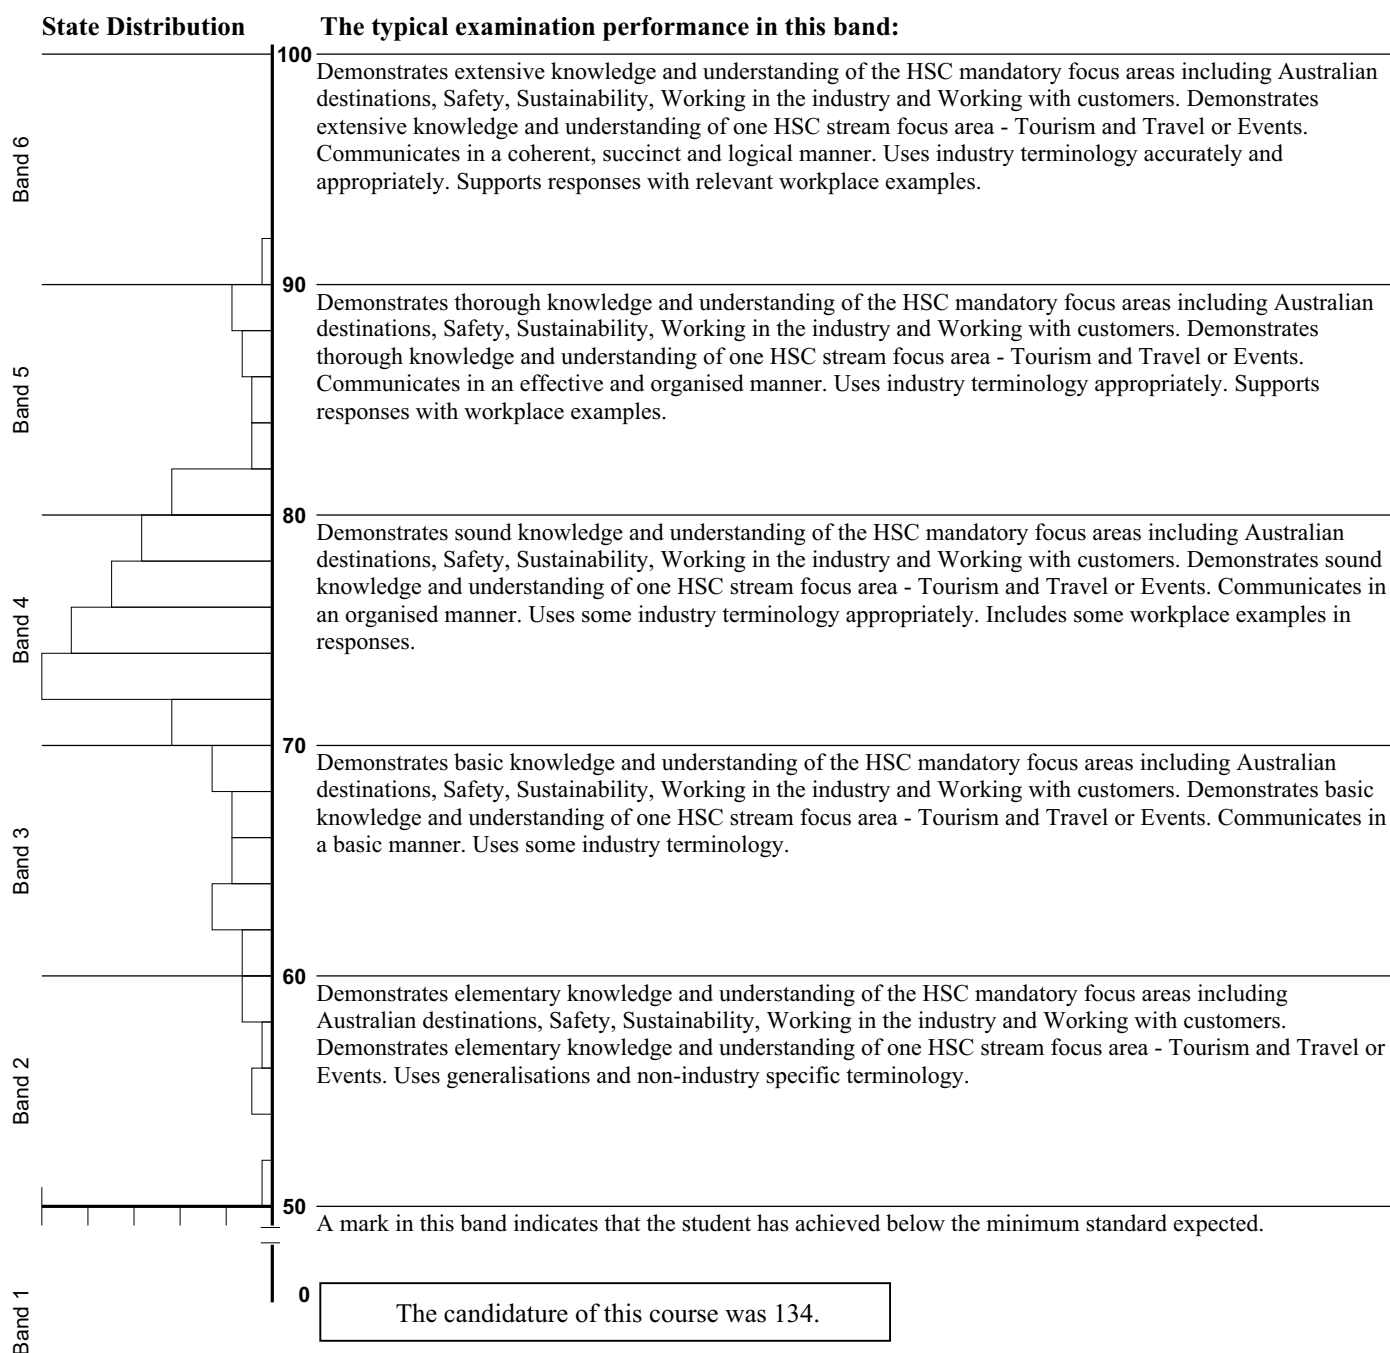 State Distribution
The typical examination performance in this band:
100
Band 6
Demonstrates extensive knowledge and understanding of the HSC mandatory focus areas including Australian
destinations, Safety, Sustainability, Working in the industry and Working with customers. Demonstrates
extensive knowledge and understanding of one HSC stream focus area - Tourism and Travel or Events.
Communicates in a coherent, succinct and logical manner. Uses industry terminology accurately and
appropriately. Supports responses with relevant workplace examples.
90
Band 5
Demonstrates thorough knowledge and understanding of the HSC mandatory focus areas including Australian
destinations, Safety, Sustainability, Working in the industry and Working with customers. Demonstrates
thorough knowledge and understanding of one HSC stream focus area - Tourism and Travel or Events.
Communicates in an effective and organised manner. Uses industry terminology appropriately. Supports
responses with workplace examples.
80
Band 4
Demonstrates sound knowledge and understanding of the HSC mandatory focus areas including Australian
destinations, Safety, Sustainability, Working in the industry and Working with customers. Demonstrates sound
knowledge and understanding of one HSC stream focus area - Tourism and Travel or Events. Communicates in
an organised manner. Uses some industry terminology appropriately. Includes some workplace examples in
responses.
70
Band 3
Demonstrates basic knowledge and understanding of the HSC mandatory focus areas including Australian
destinations, Safety, Sustainability, Working in the industry and Working with customers. Demonstrates basic
knowledge and understanding of one HSC stream focus area - Tourism and Travel or Events. Communicates in
a basic manner. Uses some industry terminology.
60
Band 2
Demonstrates elementary knowledge and understanding of the HSC mandatory focus areas including
Australian destinations, Safety, Sustainability, Working in the industry and Working with customers.
Demonstrates elementary knowledge and understanding of one HSC stream focus area - Tourism and Travel or
Events. Uses generalisations and non-industry specific terminology.
50
A mark in this band indicates that the student has achieved below the minimum standard expected.
0
Band 1
The candidature of this course was 134.